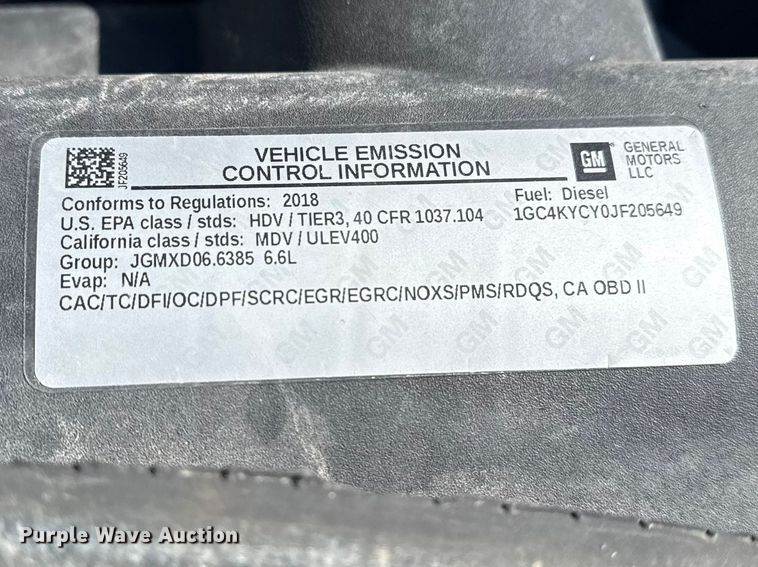 JF205649
VEHICLE EMISSION
CONTROL INFORMATION
GM
GENERAL
MOTORS
LLC
Conforms to Regulations: 2018
Fuel: Diesel
U.S. EPA class / stds: HDV / TIER3, 40 CFR 1037.104
1GC4KYCY0JF205649
California class / stds: MDV / ULEV400
Group: JGMXD06.6385 6.6L
Evap: N/A
CAC/TC/DFI/OC/DPF/SCRC/EGR/EGRC/NOXS/PMS/RDQS, CA OBD II
Purple Wave Auction